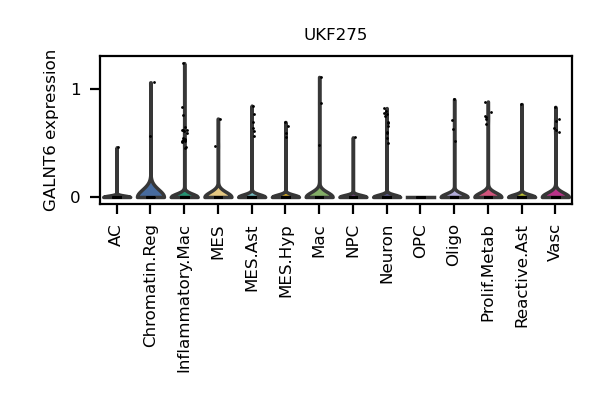 UKF275
GALNT6 expression
1
0
AC
Chromatin.Reg
Inflammatory.Mac
MES
MES.Ast
MES.Hyp
Mac
NPC
Neuron
OPC
Oligo
Prolif.Metab
Reactive.Ast
Vasc